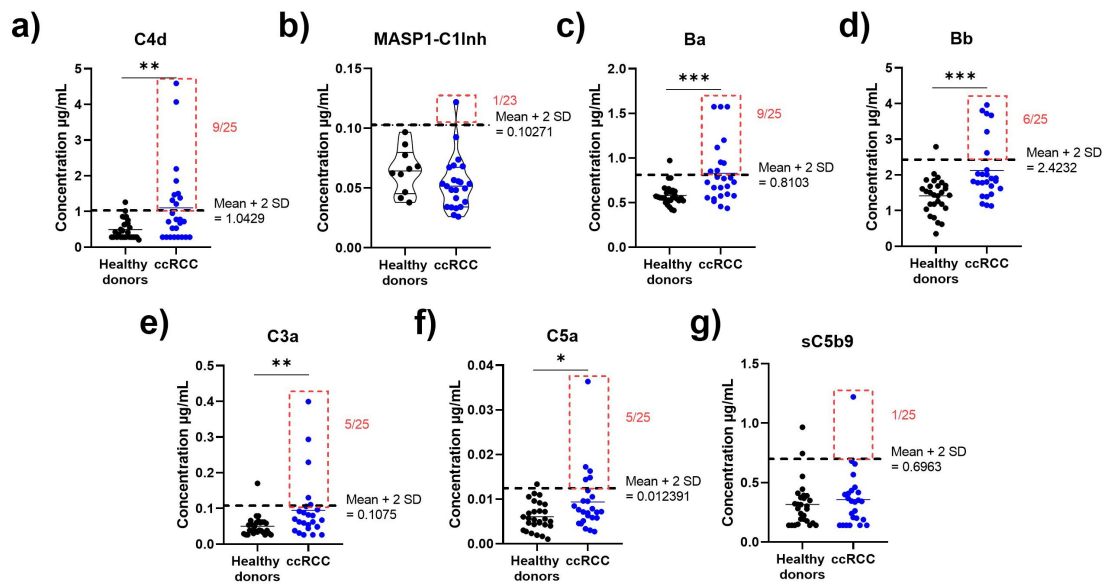 a)
C4d
**
Concentration µg/mL
5
4
3
2
1
0
9/25
Mean + 2 SD
= 1.0429
Healthy donors
ccRCC
b)
MASP1-C1Inh
Concentration µg/mL
0.15
0.10
0.05
0.00
1/23
Mean + 2 SD
= 0.10271
Healthy donors
ccRCC
c)
Ba
***
Concentration µg/mL
2.0
1.5
1.0
0.5
0.0
9/25
Mean + 2 SD
= 0.8103
Healthy donors
ccRCC
d)
Bb
***
Concentration µg/mL
5
4
3
2
1
0
6/25
Mean + 2 SD
= 2.4232
Healthy donors
ccRCC
e)
C3a
**
Concentration µg/mL
0.5
0.4
0.3
0.2
0.1
0.0
5/25
Mean + 2 SD
= 0.1075
Healthy donors
ccRCC
f)
C5a
*
Concentration µg/mL
0.04
0.03
0.02
0.01
0.00
5/25
Mean + 2 SD
= 0.012391
Healthy donors
ccRCC
g)
sC5b9
Concentration µg/mL
1.5
1.0
0.5
0.0
1/25
Mean + 2 SD
= 0.6963
Healthy donors
ccRCC